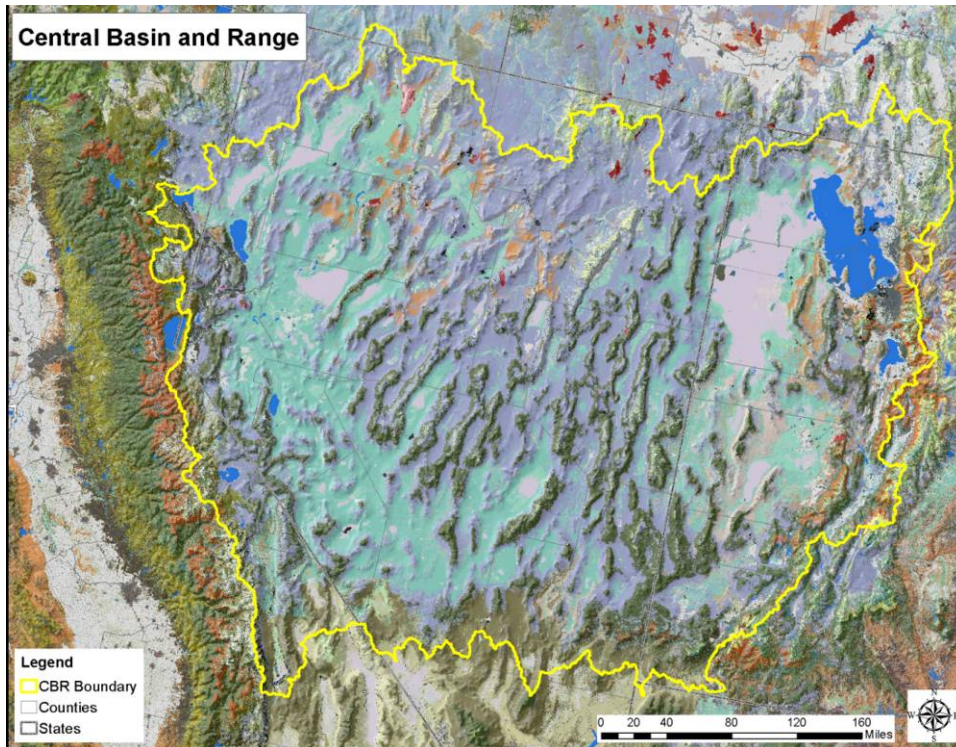 Central Basin and Range
Legend
CBR Boundary
Counties
States
0 20 40 80 120 160
Miles
N
W E
S